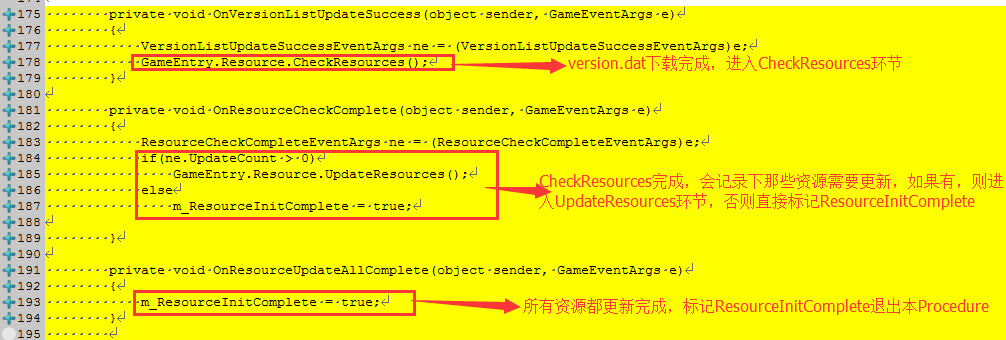 175 private void OnVersionListUpdateSuccess(object sender, GameEventArgs e)
176 {
177 VersionListUpdateSuccessEventArgs ne = (VersionListUpdateSuccessEventArgs)e;
178 GameEntry.Resource.CheckResources(); version.dat下载完成，进入CheckResources环节
179 }
180
181 private void OnResourceCheckComplete(object sender, GameEventArgs e)
182 {
183 ResourceCheckCompleteEventArgs ne = (ResourceCheckCompleteEventArgs)e;
184 if(ne.UpdateCount > 0)
185 GameEntry.Resource.UpdateResources(); CheckResources完成，会记录下那些资源需要更新，如果有，则进
186 else 入UpdateResources环节，否则直接标记ResourceInitComplete
187 m_ResourceInitComplete = true;
188
189 }
190
191 private void OnResourceUpdateAllComplete(object sender, GameEventArgs e)
192 {
193 m_ResourceInitComplete = true; 所有资源都更新完成，标记ResourceInitComplete退出本Procedure
194 }
195